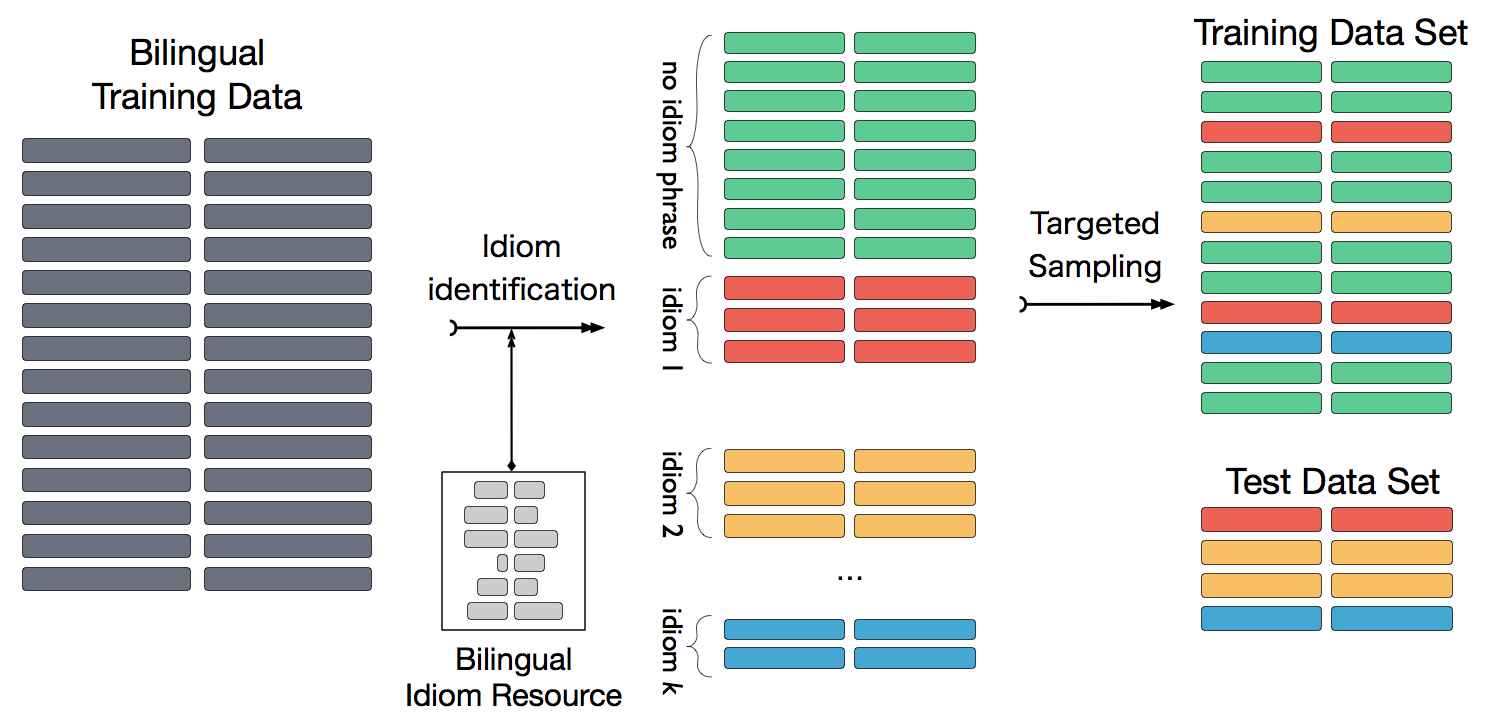 Bilingual
Training Data
Idiom
identification
Bilingual
Idiom Resource
no idiom phrase
idiom 1
idiom 2
...
idiom k
Targeted
Sampling
Training Data Set
Test Data Set